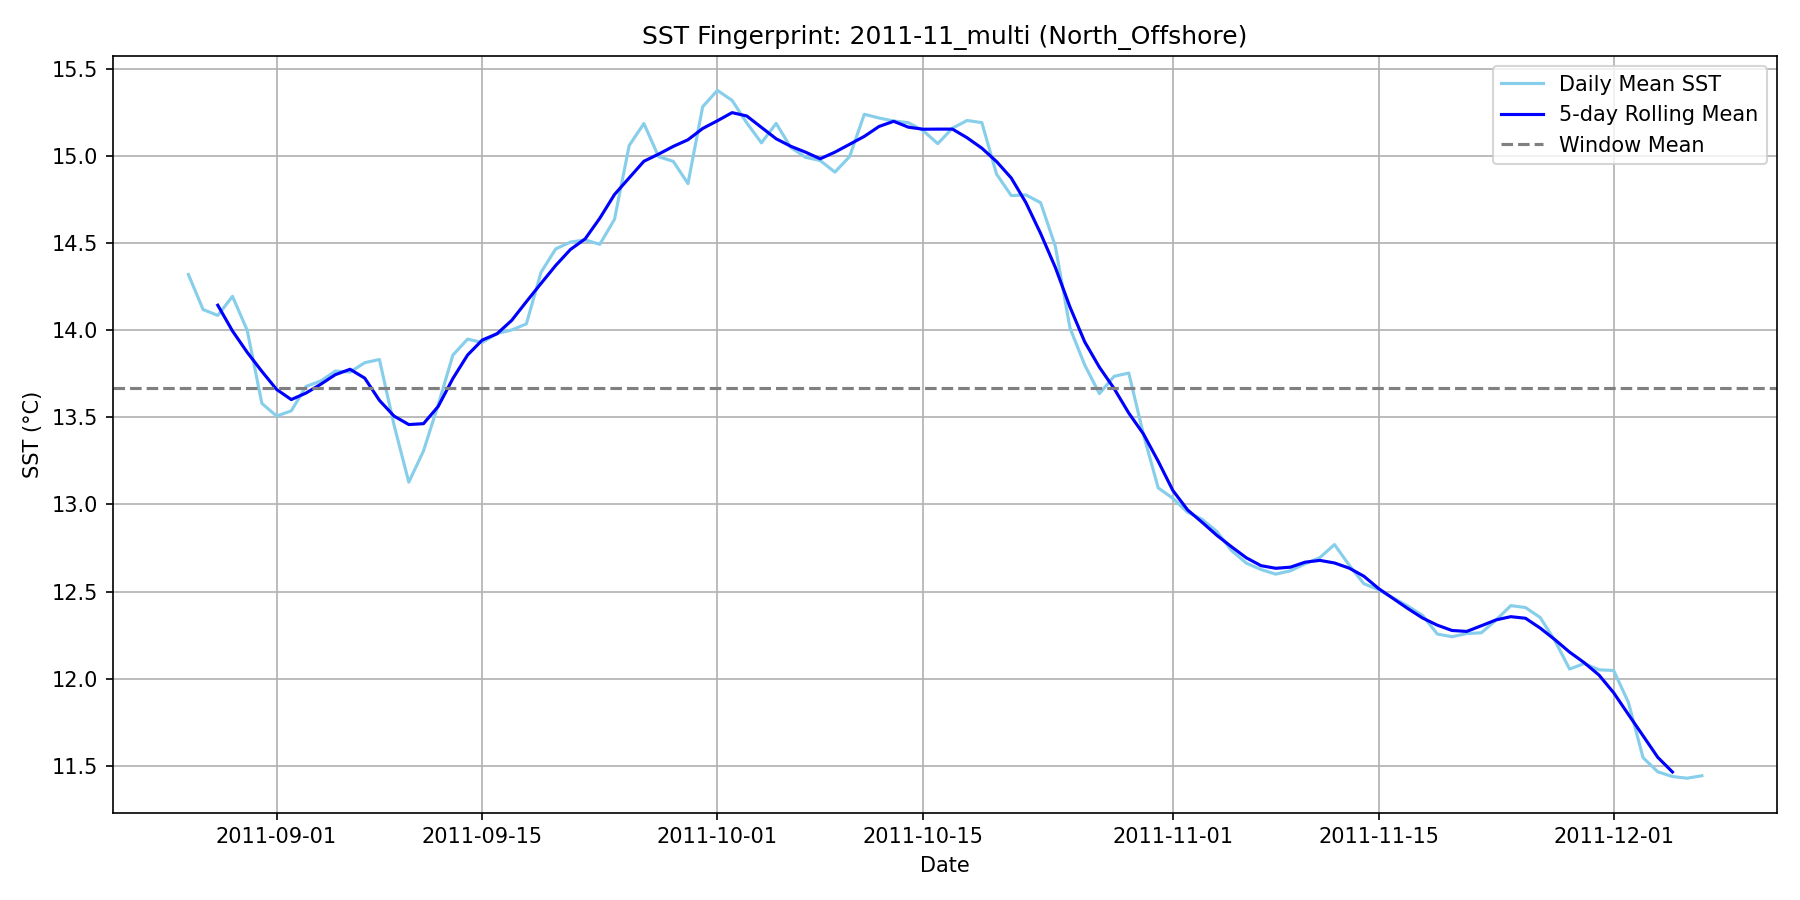 SST Fingerprint: 2011-11_multi (North_Offshore)
Daily Mean SST
5-day Rolling Mean
Window Mean
SST (°C)
15.5
15.0
14.5
14.0
13.5
13.0
12.5
12.0
11.5
2011-09-01 2011-09-15 2011-10-01 2011-10-15 2011-11-01 2011-11-15 2011-12-01
Date